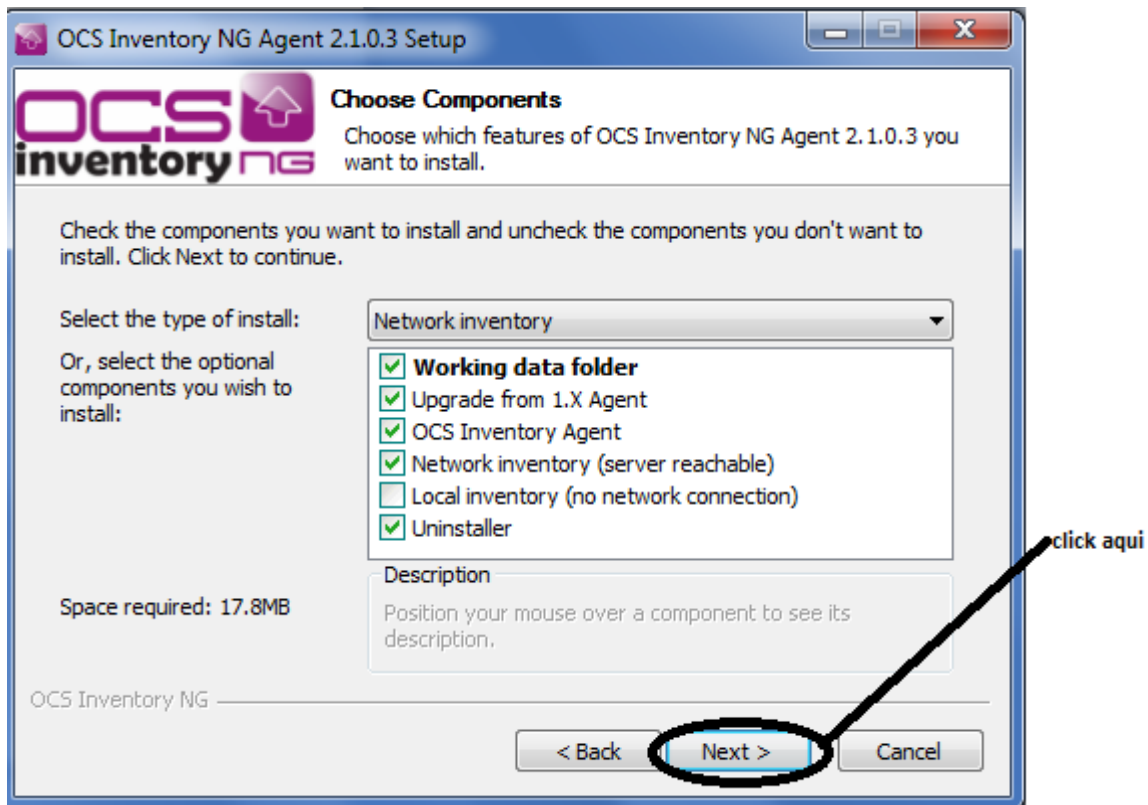 OCS Inventory NG Agent 2.1.0.3 Setup
OCS
inventory NG
Choose Components
Choose which features of OCS Inventory NG Agent 2.1.0.3 you
want to install.
Check the components you want to install and uncheck the components you don't want to
install. Click Next to continue.
Select the type of install:
Network inventory
Or, select the optional
components you wish to
install:
Working data folder
Upgrade from 1.X Agent
OCS Inventory Agent
Network inventory (server reachable)
Local inventory (no network connection)
Uninstaller
click aqui
Space required: 17.8MB
Description
Position your mouse over a component to see its
description.
OCS Inventory NG
< Back
Next >
Cancel